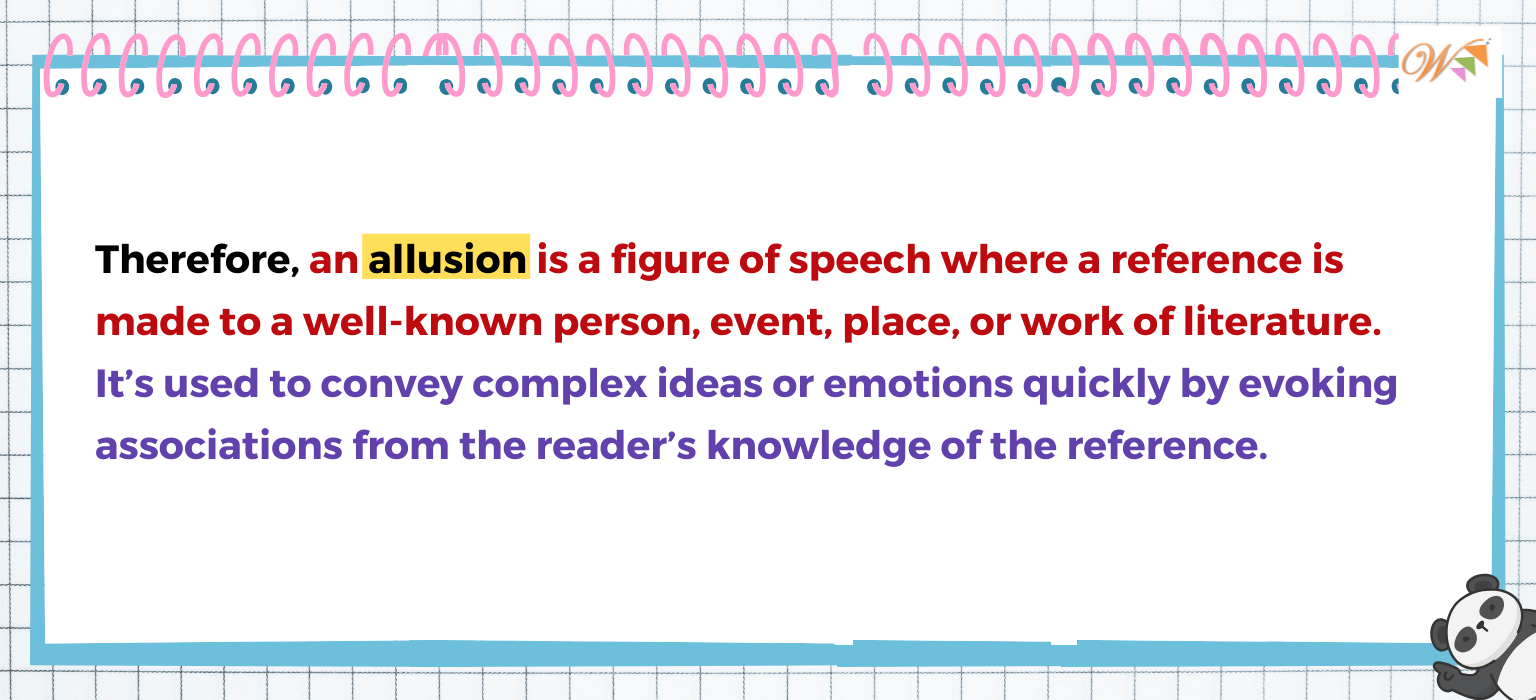 W
Therefore, an allusion is a figure of speech where a reference is
made to a well-known person, event, place, or work of literature.
It’s used to convey complex ideas or emotions quickly by evoking
associations from the reader’s knowledge of the reference.